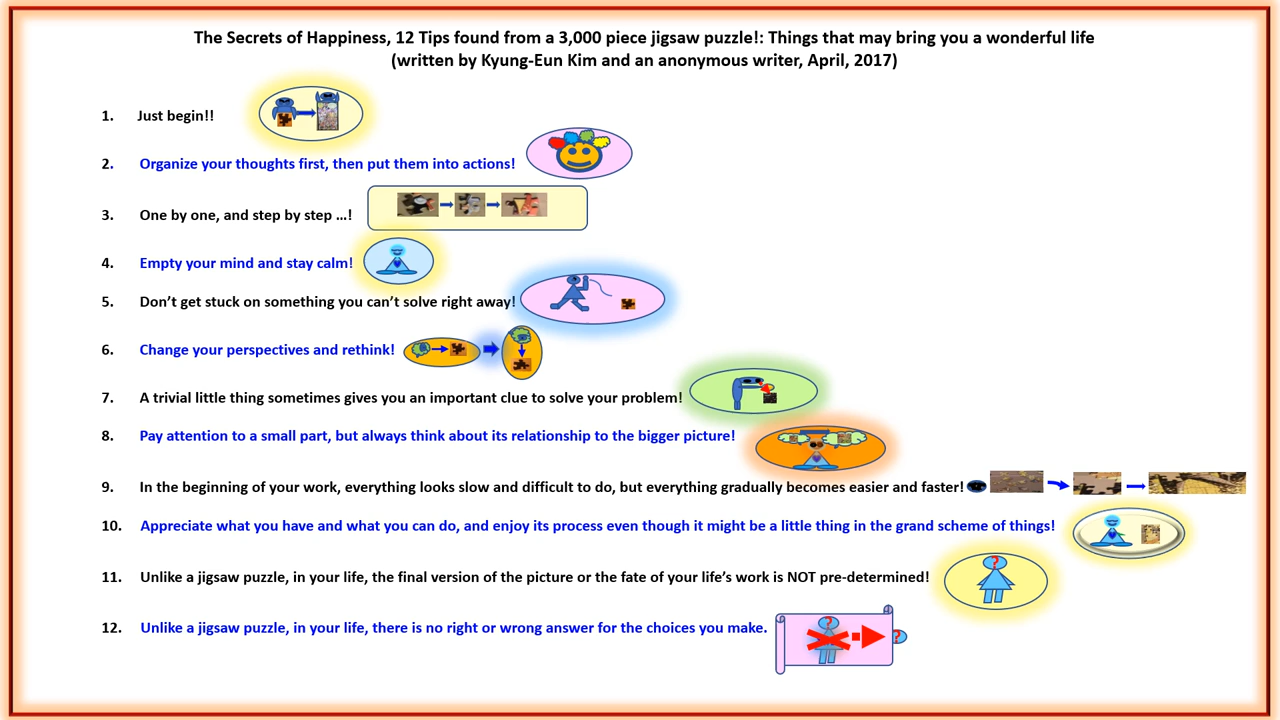 The Secrets of Happiness, 12 Tips found from a 3,000 piece jigsaw puzzle!: Things that may bring you a wonderful life
(written by Kyung-Eun Kim and an anonymous writer, April, 2017)
1. Just begin!!
2. Organize your thoughts first, then put them into actions!
3. One by one, and step by step …!
4. Empty your mind and stay calm!
5. Don’t get stuck on something you can’t solve right away!
6. Change your perspectives and rethink!
7. A trivial little thing sometimes gives you an important clue to solve your problem!
8. Pay attention to a small part, but always think about its relationship to the bigger picture!
9. In the beginning of your work, everything looks slow and difficult to do, but everything gradually becomes easier and faster!
10. Appreciate what you have and what you can do, and enjoy its process even though it might be a little thing in the grand scheme of things!
11. Unlike a jigsaw puzzle, in your life, the final version of the picture or the fate of your life’s work is NOT pre-determined!
?
12. Unlike a jigsaw puzzle, in your life, there is no right or wrong answer for the choices you make.
?
?